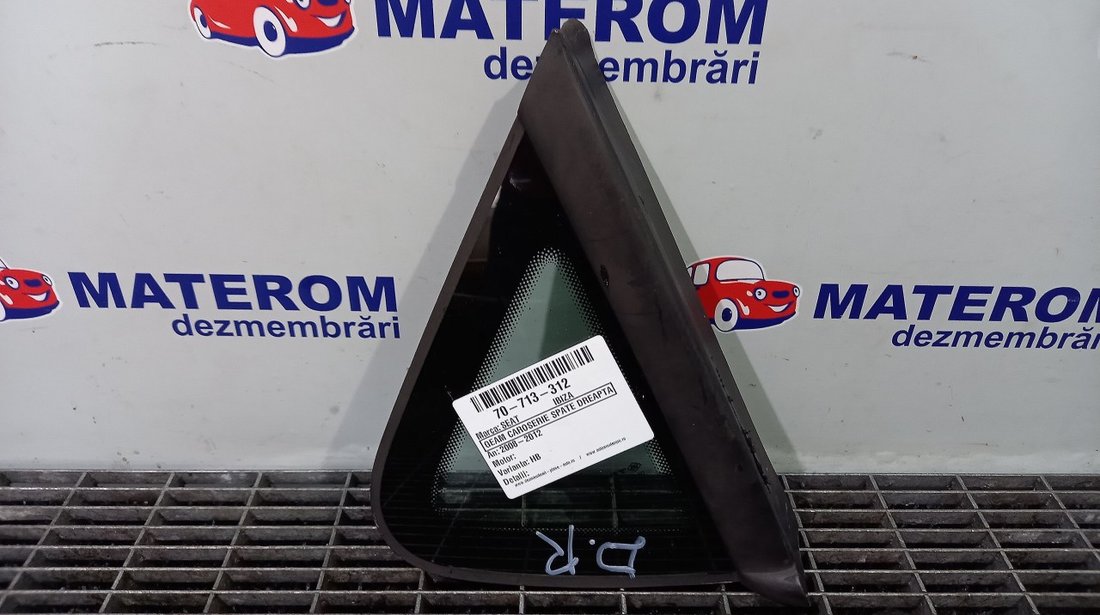 MATEROM
dezmembrări
MATEROM
dezmembrări
MATEROM
dezmembrări
70-713-312
Marca: SEAT IBIZA
GEAM CAROSERIE SPATE DREAPTA
An: 2008-2012
Motor:
Varianta: HB
Detalii:
D.R